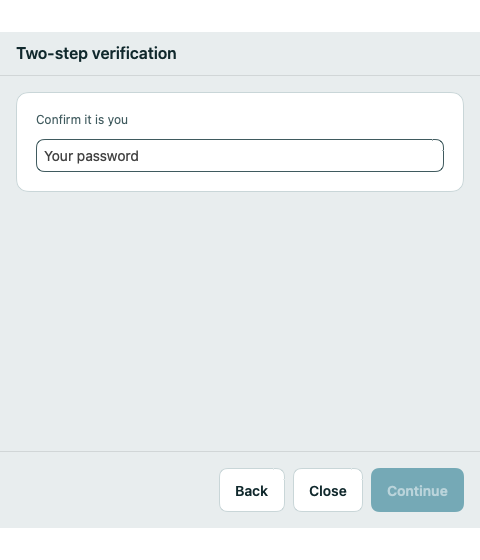 Two-step verification
Confirm it is you
Your password
Back
Close
Continue